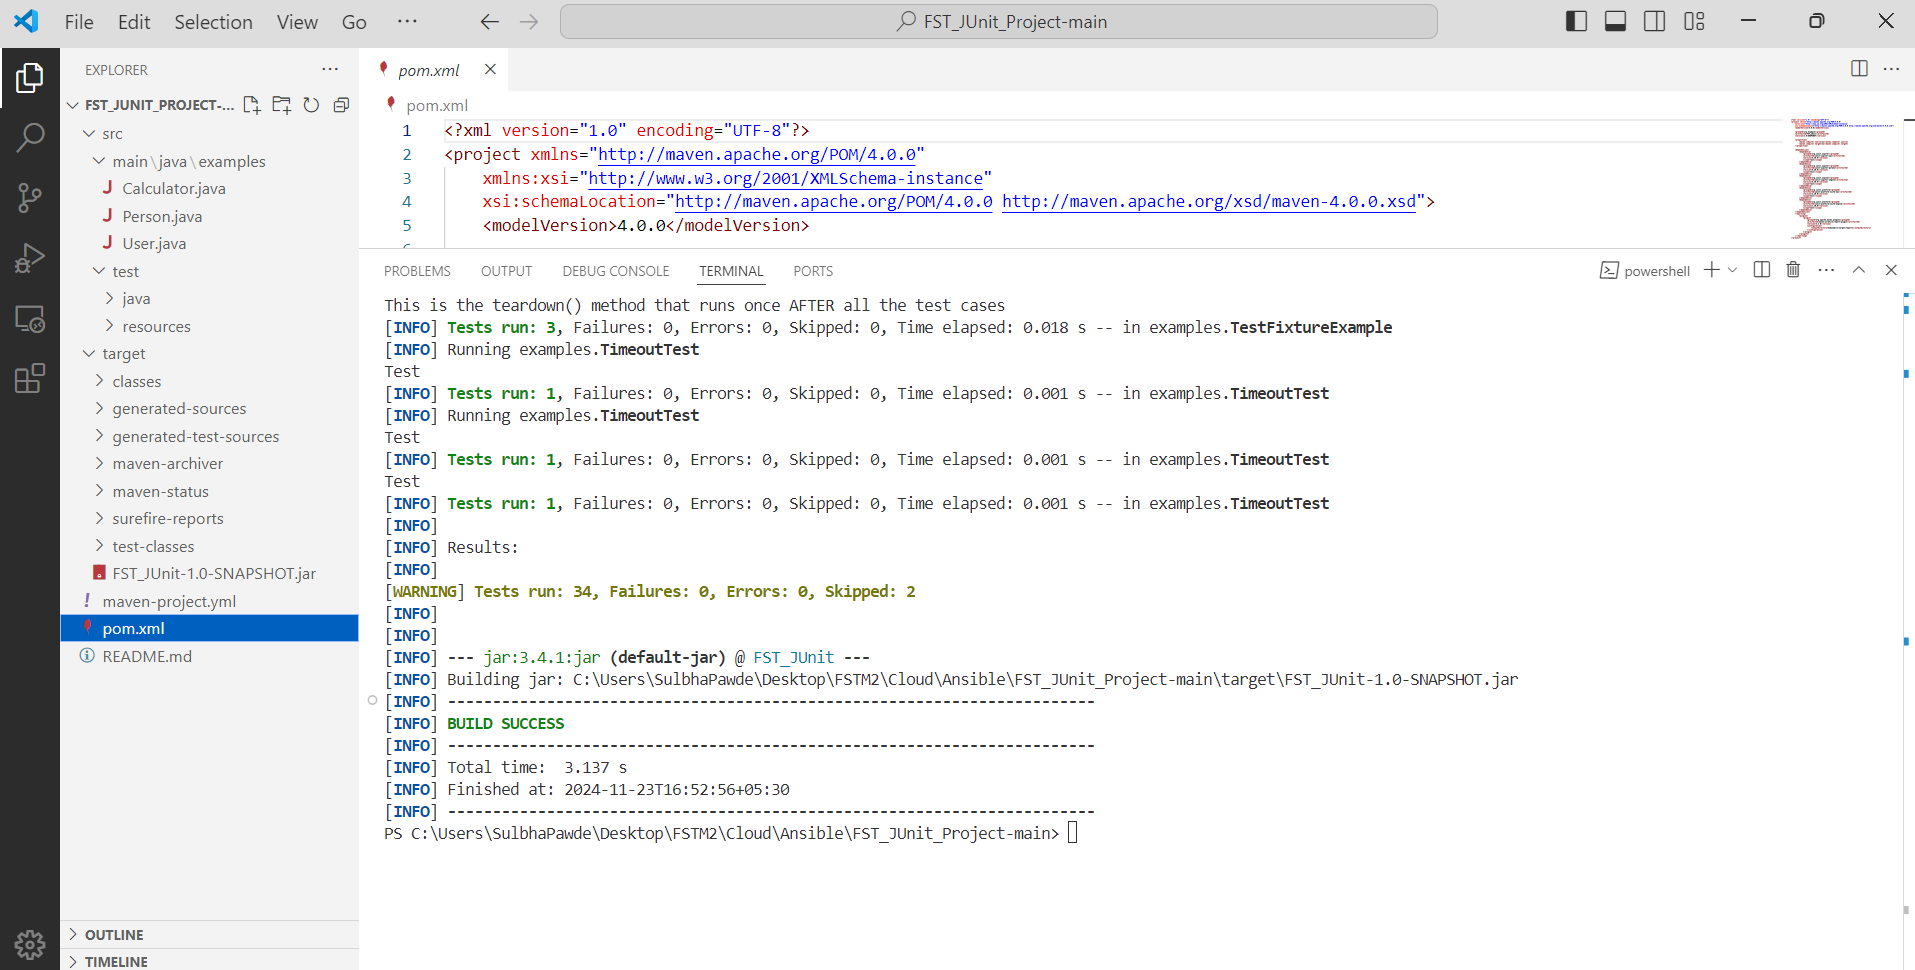 File Edit Selection View Go ··· FST_JUnit_Project-main
EXPLORER
FST_JUNIT_PROJECT-...
src
main\java\examples
J Calculator.java
J Person.java
J User.java
test
java
resources
target
classes
generated-sources
generated-test-sources
maven-archiver
maven-status
surefire-reports
test-classes
FST_JUnit-1.0-SNAPSHOT.jar
! maven-project.yml
pom.xml
README.md
OUTLINE
TIMELINE
pom.xml
pom.xml
1 <?xml version="1.0" encoding="UTF-8"?>
2 <project xmlns="http://maven.apache.org/POM/4.0.0"
3 xmlns:xsi="http://www.w3.org/2001/XMLSchema-instance"
4 xsi:schemaLocation="http://maven.apache.org/POM/4.0.0 http://maven.apache.org/xsd/maven-4.0.0.xsd">
5 <modelVersion>4.0.0</modelVersion>
PROBLEMS OUTPUT DEBUG CONSOLE TERMINAL PORTS powershell
This is the teardown() method that runs once AFTER all the test cases
[INFO] Tests run: 3, Failures: 0, Errors: 0, Skipped: 0, Time elapsed: 0.018 s -- in examples.TestFixtureExample
[INFO] Running examples.TimeoutTest
Test
[INFO] Tests run: 1, Failures: 0, Errors: 0, Skipped: 0, Time elapsed: 0.001 s -- in examples.TimeoutTest
[INFO] Running examples.TimeoutTest
Test
[INFO] Tests run: 1, Failures: 0, Errors: 0, Skipped: 0, Time elapsed: 0.001 s -- in examples.TimeoutTest
Test
[INFO] Tests run: 1, Failures: 0, Errors: 0, Skipped: 0, Time elapsed: 0.001 s -- in examples.TimeoutTest
[INFO]
[INFO] Results:
[INFO]
[WARNING] Tests run: 34, Failures: 0, Errors: 0, Skipped: 2
[INFO]
[INFO]
[INFO] --- jar:3.4.1:jar (default-jar) @ FST_JUnit ---
[INFO] Building jar: C:\Users\SulbhaPawde\Desktop\FSTM2\Cloud\Ansible\FST_JUnit_Project-main\target\FST_JUnit-1.0-SNAPSHOT.jar
[INFO] ------------------------------------------------------------------------
[INFO] BUILD SUCCESS
[INFO] ------------------------------------------------------------------------
[INFO] Total time:  3.137 s
[INFO] Finished at: 2024-11-23T16:52:56+05:30
[INFO] ------------------------------------------------------------------------
PS C:\Users\SulbhaPawde\Desktop\FSTM2\Cloud\Ansible\FST_JUnit_Project-main>